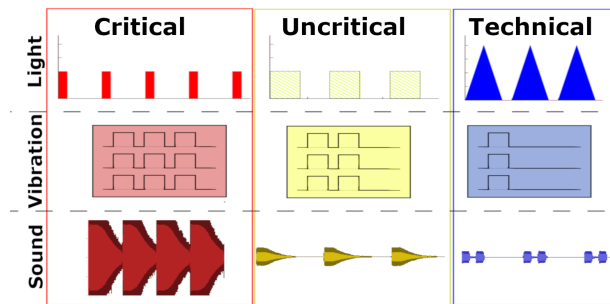 Critical
Uncritical
Technical
Light
Vibration
Sound